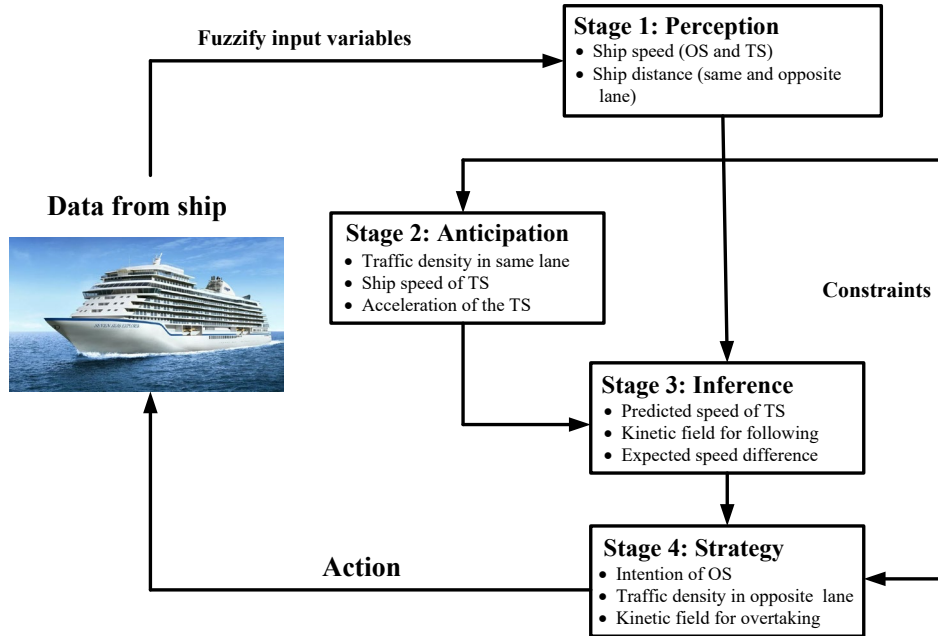 Fuzzify input variables
Stage 1: Perception
• Ship speed (OS and TS)
• Ship distance (same and opposite
lane)
Data from ship
Stage 2: Anticipation
• Traffic density in same lane
• Ship speed of TS
• Acceleration of the TS
Constraints
Stage 3: Inference
• Predicted speed of TS
• Kinetic field for following
• Expected speed difference
Action
Stage 4: Strategy
• Intention of OS
• Traffic density in opposite lane
• Kinetic field for overtaking